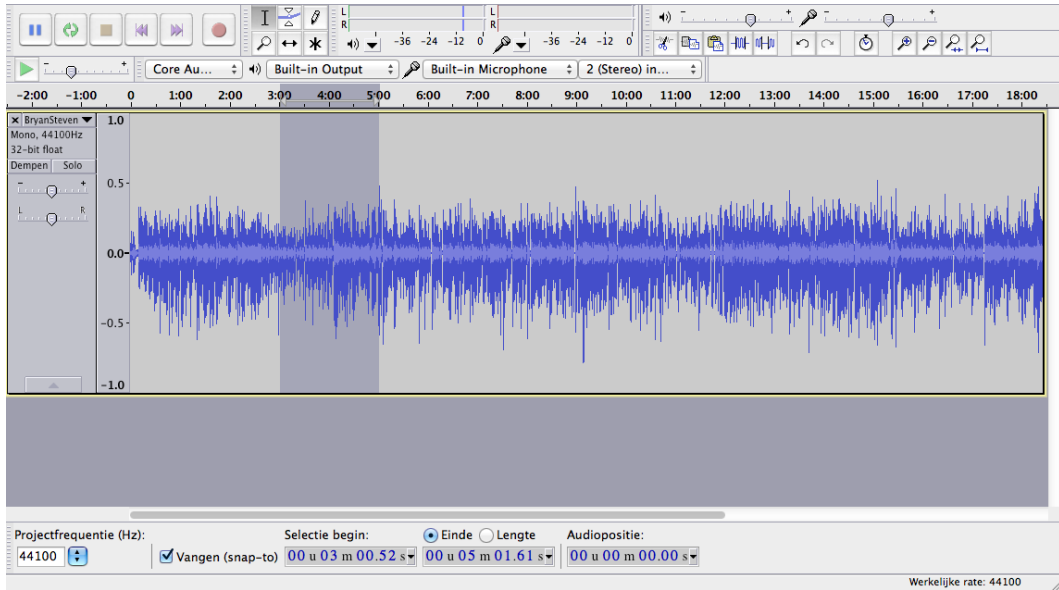 L
R
-36 -24 -12 0
L
R
-36 -24 -12 0
Core Au... Built-in Output Built-in Microphone 2 (Stereo) in...
-2:00 -1:00 0 1:00 2:00 3:00 4:00 5:00 6:00 7:00 8:00 9:00 10:00 11:00 12:00 13:00 14:00 15:00 16:00 17:00 18:00
BryanSteven
Mono, 44100Hz
32-bit float
Dempen Solo
- +
L R
1.0
0.5
0.0
-0.5
-1.0
Projectfrequentie (Hz): Selectie begin: Einde Lengte Audiopositie:
44100 Vangen (snap-to) 00 u 03 m 00.52 s 00 u 05 m 01.61 s 00 u 00 m 00.00 s
Werkelijke rate: 44100